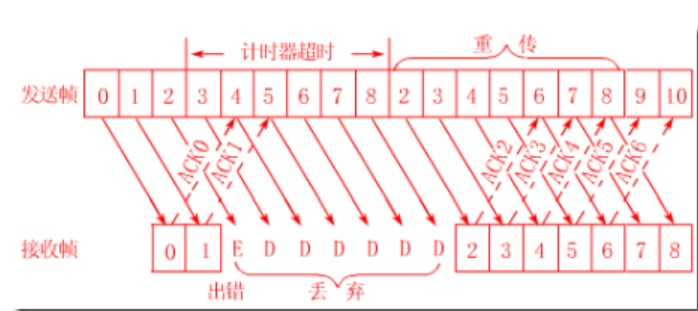 计时器超时
重传
发送帧 0 1 2 3 4 5 6 7 8 2 3 4 5 6 7 8 9 10
ACK0 ACK1 ACK2 ACK3 ACK4 ACK5 ACK6
接收帧 0 1 E D D D D D D 2 3 4 5 6 7 8
出错 丢弃